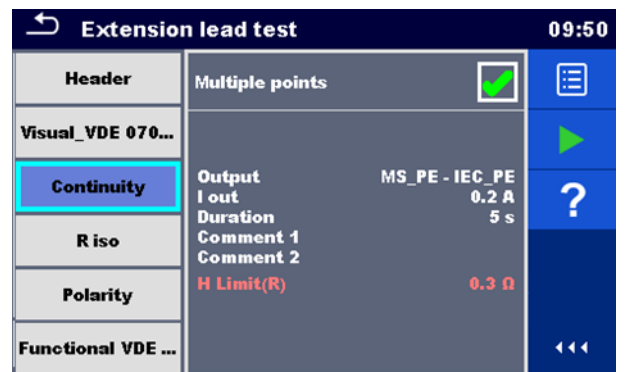 Extension lead test 09:50
Header
Visual_VDE 070...
Continuity
R iso
Polarity
Functional VDE ...
Multiple points
Output MS_PE - IEC_PE
I out 0.2 A
Duration 5 s
Comment 1
Comment 2
H Limit(R) 0.3 Ω
?